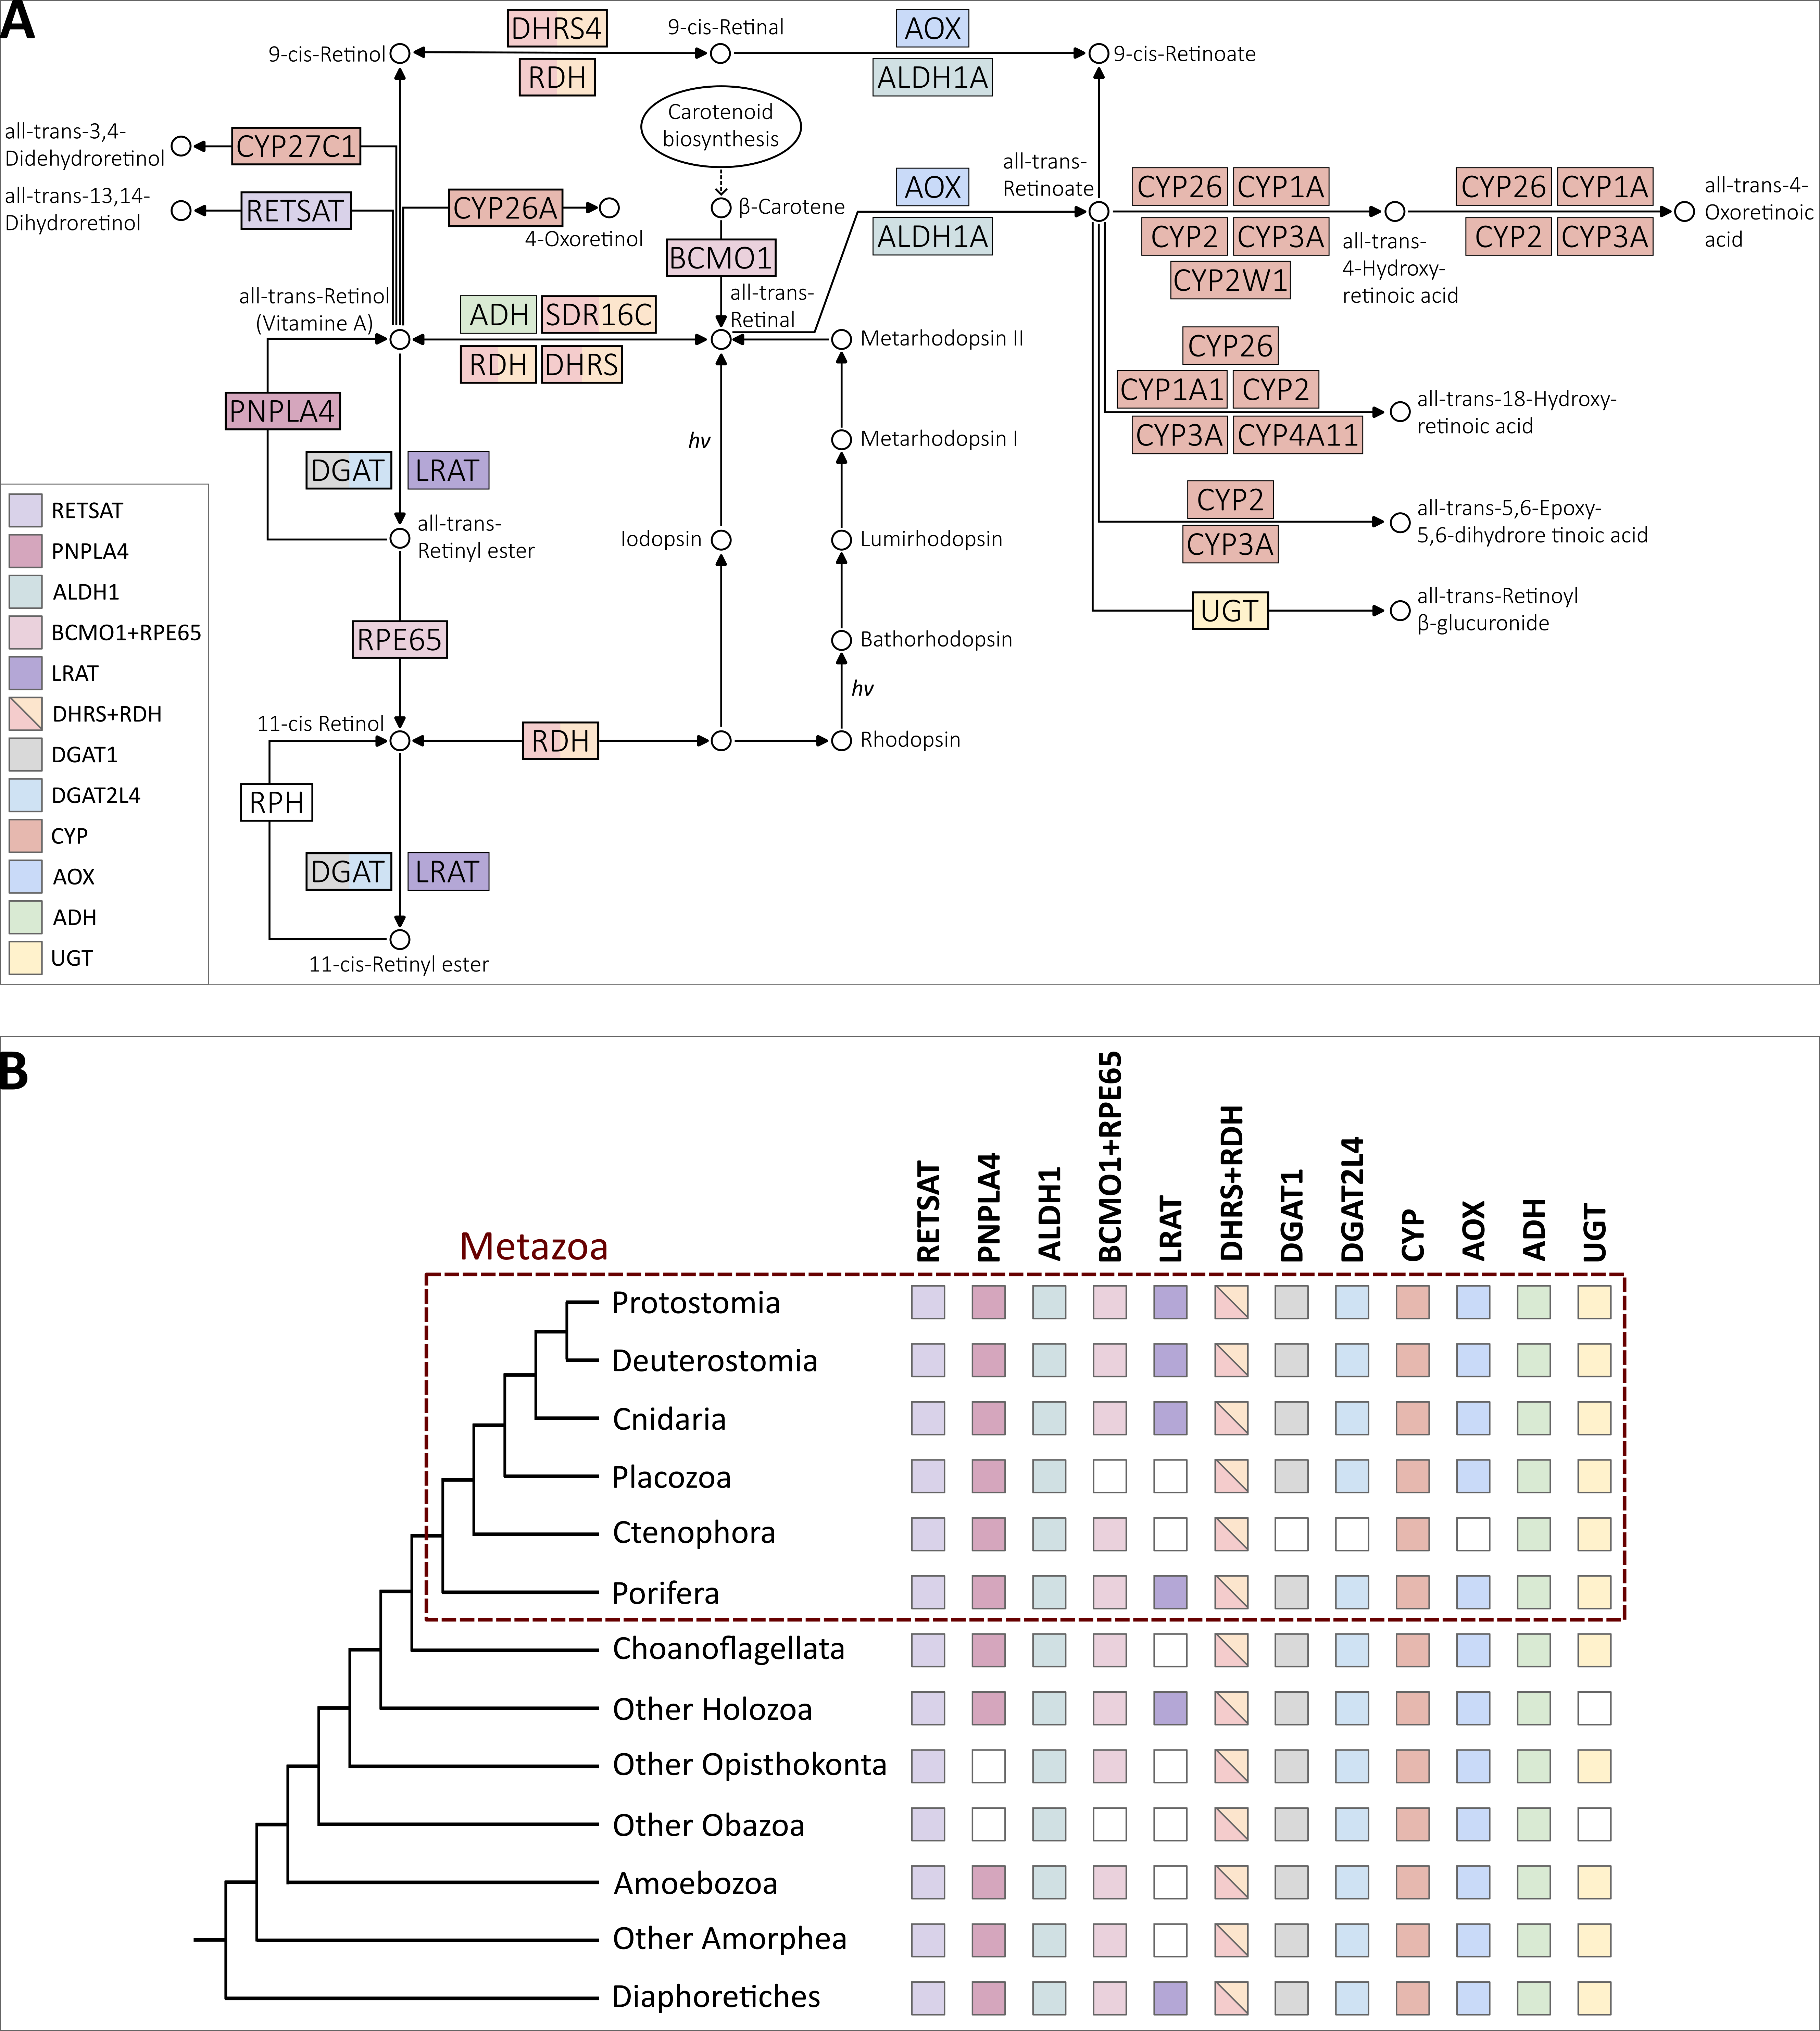 A
DHRS4
9-cis-Retinal
AOX
9-cis-Retinol
9-cis-Retinoate
RDH
ALDH1A
Carotenoid
biosynthesis
all-trans-3,4-
Didehydroretinol
CYP27C1
all-trans-13,14-
Dihydroretinol
RETSAT
CYP26A
4-Oxoretinol
β-Carotene
BCMO1
AOX
ALDH1A
all-trans-
Retinoate
CYP26 CYP1A
CYP2 CYP3A
CYP2W1
all-trans-
4-Hydroxy-
retinoic acid
CYP26 CYP1A
CYP2 CYP3A
all-trans-4-
Oxoretinoic
acid
all-trans-Retinol
(Vitamine A)
ADH SDR16C
RDH DHRS
all-trans-
Retinal
Metarhodopsin II
CYP26
CYP1A1 CYP2
CYP3A CYP4A11
all-trans-18-Hydroxy-
retinoic acid
PNPLA4
hv
Metarhodopsin I
DGAT LRAT
CYP2
CYP3A
all-trans-5,6-Epoxy-
5,6-dihydrore tinoic acid
all-trans-
Retinyl ester
Iodopsin
Lumirhodopsin
UGT
all-trans-Retinoyl
β-glucuronide
RPE65
Bathorhodopsin
hv
11-cis Retinol
RDH
Rhodopsin
RPH
DGAT LRAT
11-cis-Retinyl ester
RETSAT
PNPLA4
ALDH1
BCMO1+RPE65
LRAT
DHRS+RDH
DGAT1
DGAT2L4
CYP
AOX
ADH
UGT
B
RETSAT
PNPLA4
ALDH1
BCMO1+RPE65
LRAT
DHRS+RDH
DGAT1
DGAT2L4
CYP
AOX
ADH
UGT
Metazoa
Protostomia
Deuterostomia
Cnidaria
Placozoa
Ctenophora
Porifera
Choanoflagellata
Other Holozoa
Other Opisthokonta
Other Obazoa
Amoebozoa
Other Amorphea
Diaphoretiches